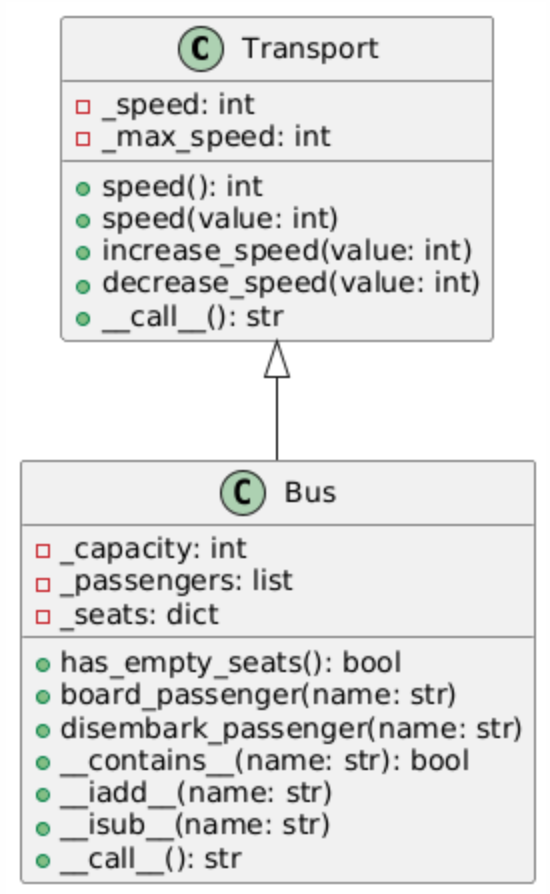 C Transport
_speed: int
_max_speed: int
speed(): int
speed(value: int)
increase_speed(value: int)
decrease_speed(value: int)
__call__(): str
C Bus
_capacity: int
_passengers: list
_seats: dict
has_empty_seats(): bool
board_passenger(name: str)
disembark_passenger(name: str)
__contains__(name: str): bool
__iadd__(name: str)
__isub__(name: str)
__call__(): str